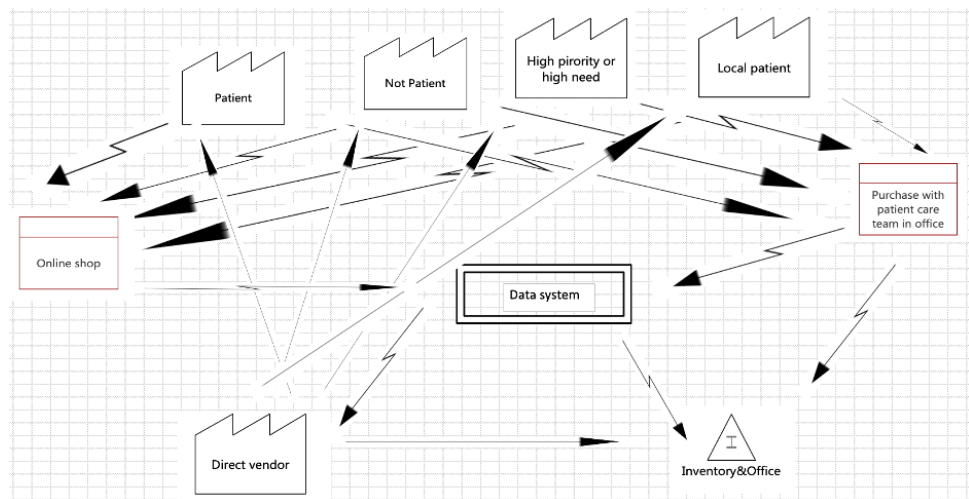 Patient
Not Patient
High pirority or
high need
Local patient
Purchase with
patient care
team in office
Online shop
Data system
Direct vendor
I
Inventory&Office